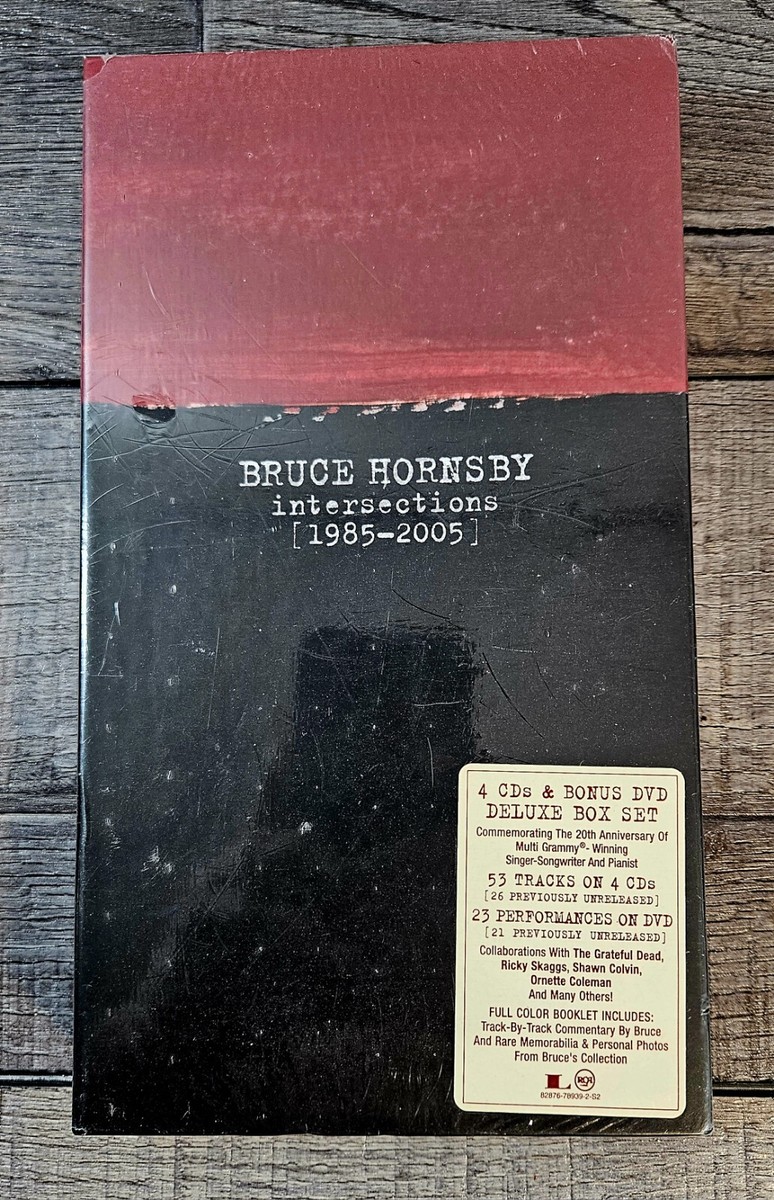 BRUCE HORNSBY
intersections
[1985-2005]
4 CDs & BONUS DVD
DELUXE BOX SET
Commemorating The 20th Anniversary Of
Multi Grammy®- Winning
Singer-Songwriter And Pianist
53 TRACKS ON 4 CDs
[26 PREVIOUSLY UNRELEASED]
23 PERFORMANCES ON DVD
[21 PREVIOUSLY UNRELEASED]
Collaborations With The Grateful Dead,
Ricky Skaggs, Shawn Colvin,
Ornette Coleman
And Many Others!
FULL COLOR BOOKLET INCLUDES:
Track-By-Track Commentary By Bruce
And Rare Memorabilia & Personal Photos
From Bruce's Collection
L RCA
82876-78939-2-S2